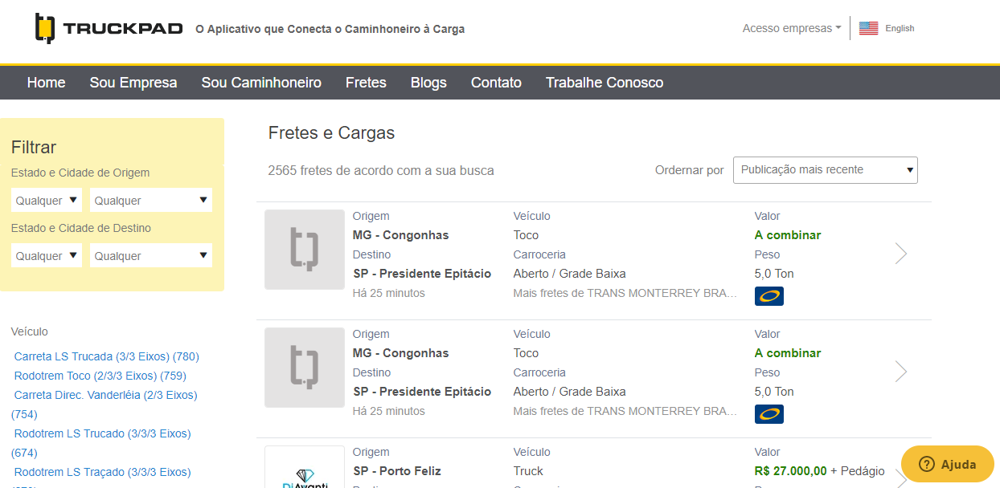 TRUCKPAD
O Aplicativo que Conecta o Caminhoneiro à Carga
Acesso empresas
English
Home Sou Empresa Sou Caminhoneiro Fretes Blogs Contato Trabalhe Conosco
Filtrar
Estado e Cidade de Origem
Qualquer Qualquer
Estado e Cidade de Destino
Qualquer Qualquer
Veículo
Carreta LS Trucada (3/3 Eixos) (780)
Rodotrem Toco (2/3/3 Eixos) (759)
Carreta Direc. Vanderléia (2/3 Eixos)
(754)
Rodotrem LS Trucado (3/3/3 Eixos)
(674)
Rodotrem LS Traçado (3/3/3 Eixos)
Fretes e Cargas
2565 fretes de acordo com a sua busca
Ordernar por Publicação mais recente
Origem Veículo Valor
MG - Congonhas Toco A combinar
Destino Carroceria Peso
SP - Presidente Epitácio Aberto / Grade Baixa 5,0 Ton
Há 25 minutos Mais fretes de TRANS MONTERREY BRA...
Origem Veículo Valor
MG - Congonhas Toco A combinar
Destino Carroceria Peso
SP - Presidente Epitácio Aberto / Grade Baixa 5,0 Ton
Há 25 minutos Mais fretes de TRANS MONTERREY BRA...
Origem Veículo Valor
SP - Porto Feliz Truck R$ 27.000,00 + Pedágio
DiAvanti
Ajuda